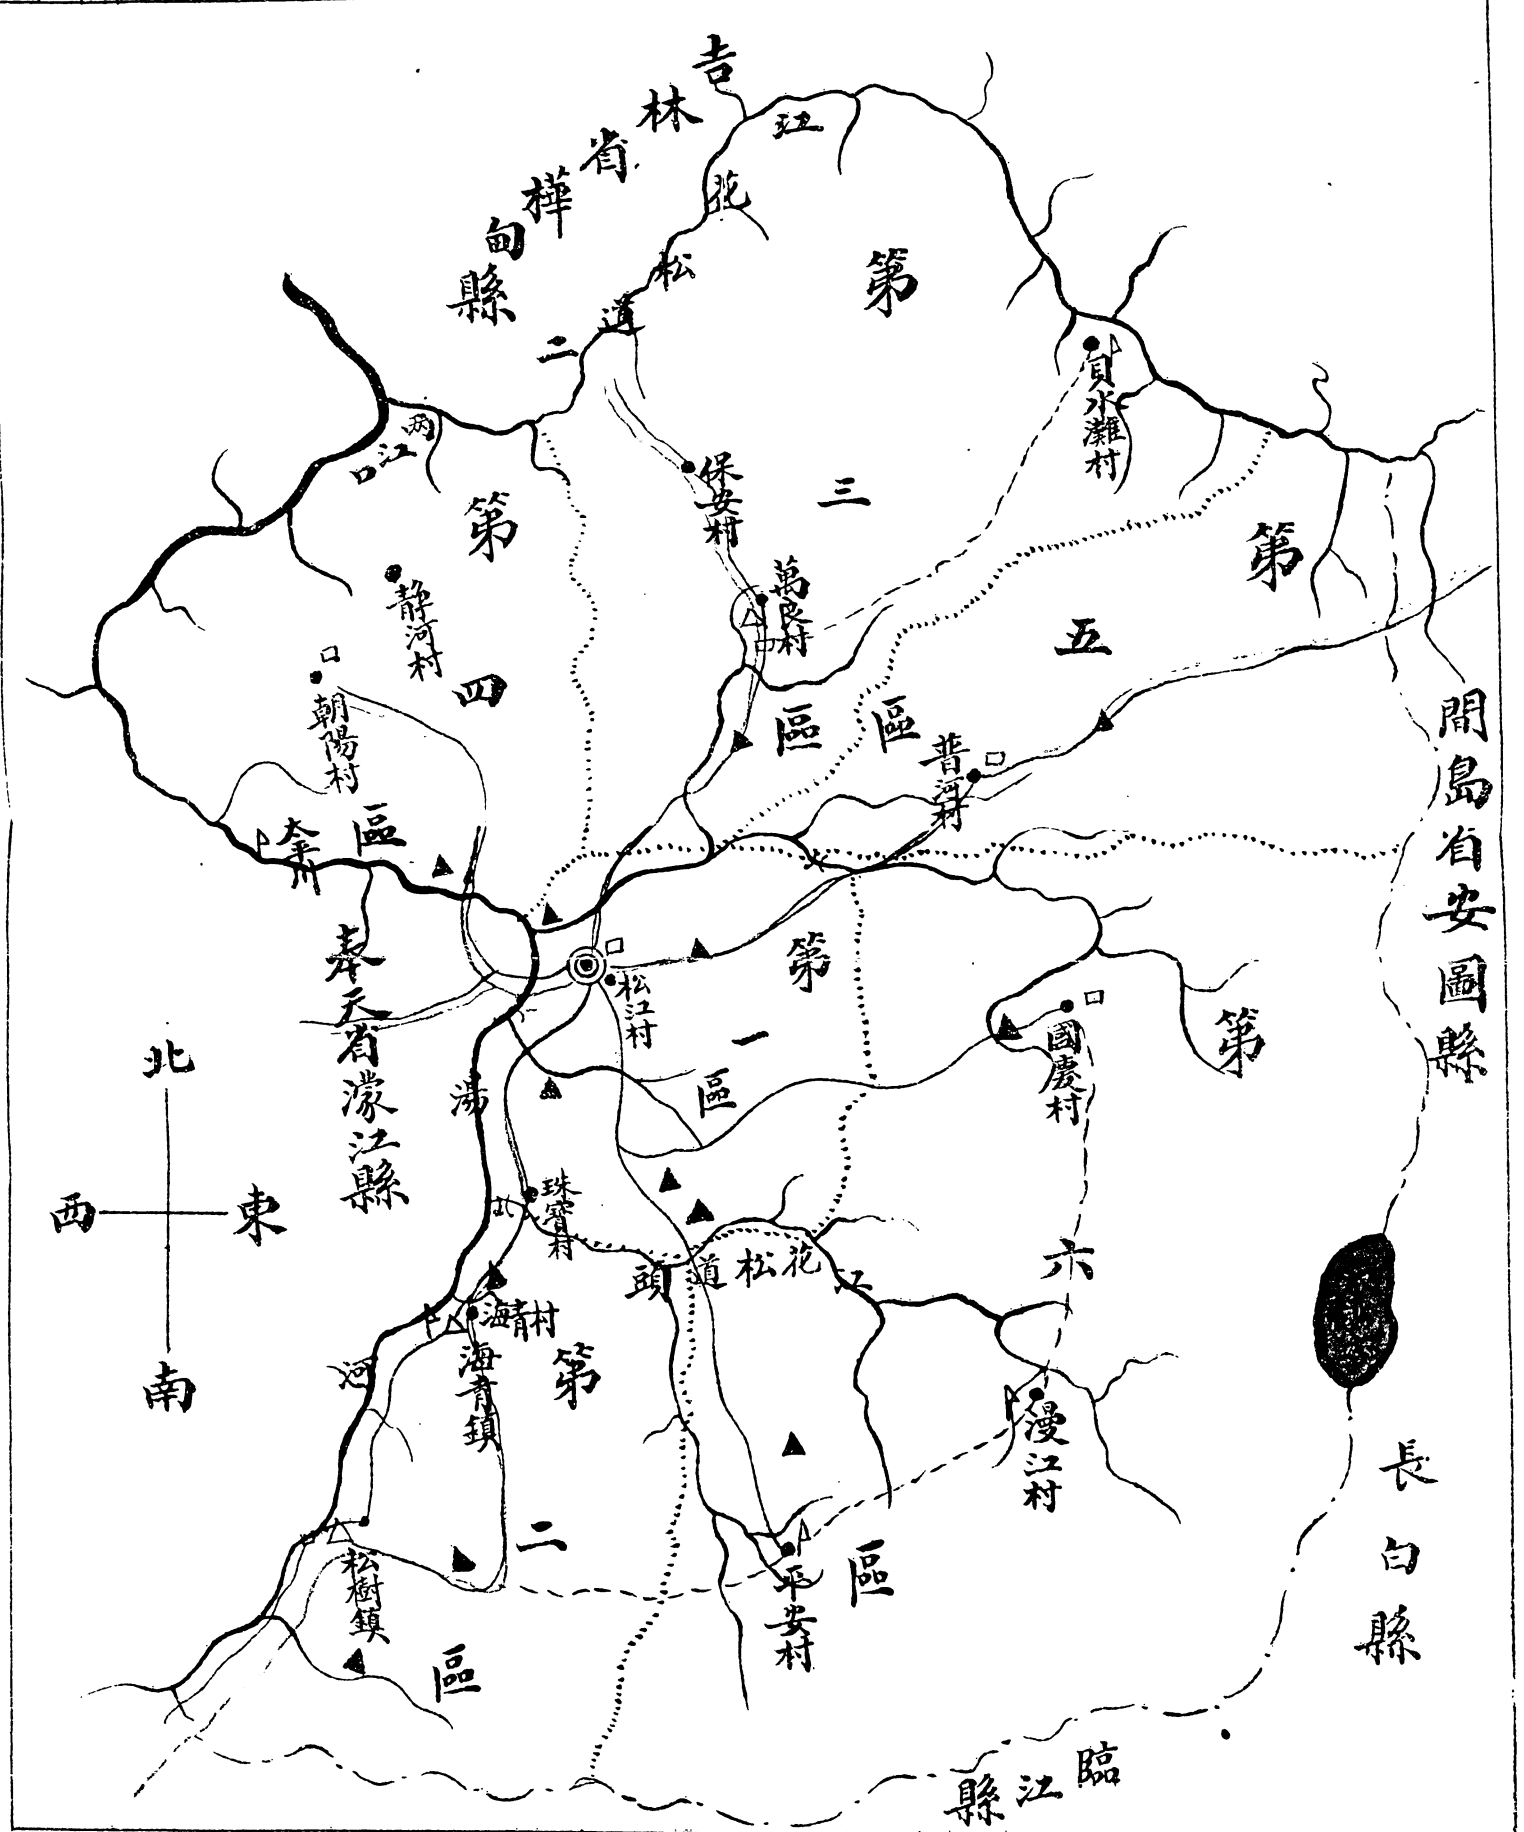 吉林省樺甸縣
二道松花江
两江口
第三區
第四區
第五區
第一區
第六區
第二區
頭道松花江
湯河
間島省安圖縣
奉天省濛江縣
長白縣
臨江縣
貝水灘村
保安村
萬良村
静河村
朝陽村
普河村
松江村
國慶村
珠寶村
海青村
海青鎮
松樹鎮
漫江村
平安村
北
西
東
南